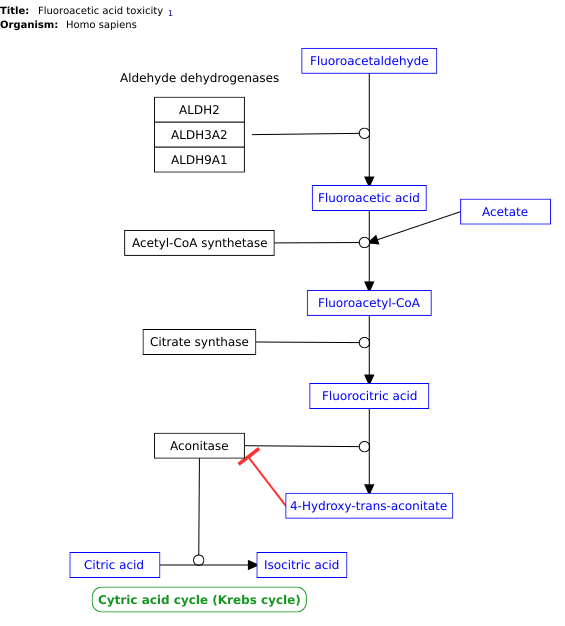 Title: Fluoroacetic acid toxicity 1
Organism: Homo sapiens
Fluoroacetaldehyde
Aldehyde dehydrogenases
ALDH2
ALDH3A2
ALDH9A1
Fluoroacetic acid
Acetate
Acetyl-CoA synthetase
Fluoroacetyl-CoA
Citrate synthase
Fluorocitric acid
Aconitase
4-Hydroxy-trans-aconitate
Citric acid
Isocitric acid
Cytric acid cycle (Krebs cycle)